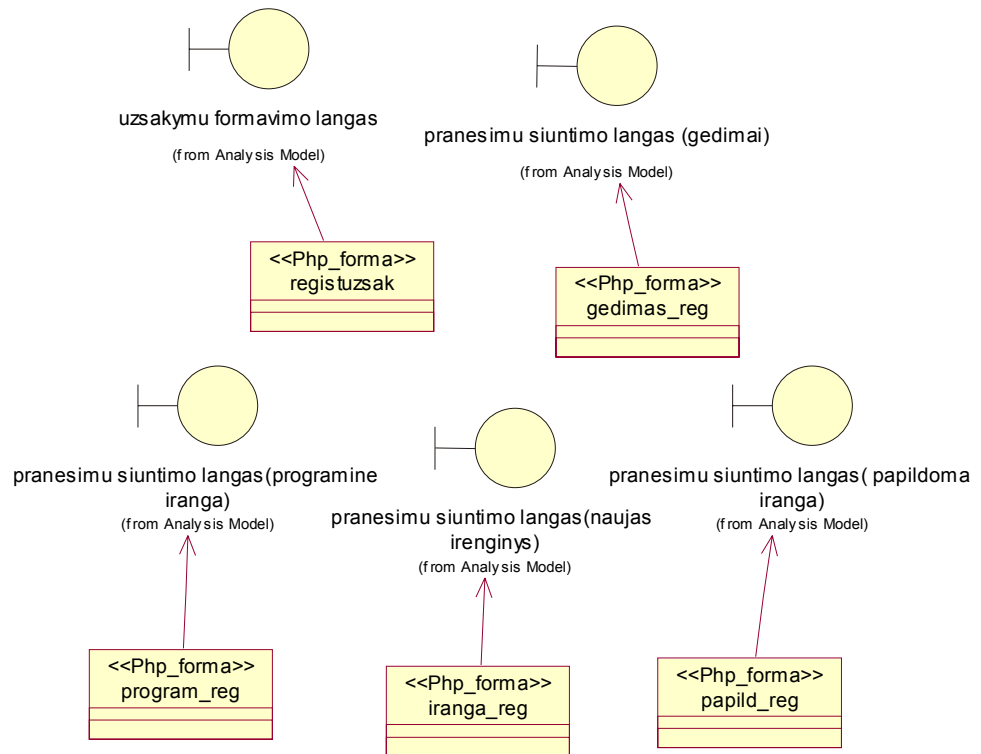 uzsakymu formavimo langas
(from Analysis Model)
pranesimu siuntimo langas (gedimai)
(from Analysis Model)
<<Php_forma>>
registuzsak
<<Php_forma>>
gedimas_reg
pranesimu siuntimo langas(programine
iranga)
(from Analysis Model)
pranesimu siuntimo langas(naujas
irenginys)
(from Analysis Model)
pranesimu siuntimo langas( papildoma
iranga)
(from Analysis Model)
<<Php_forma>>
program_reg
<<Php_forma>>
iranga_reg
<<Php_forma>>
papild_reg